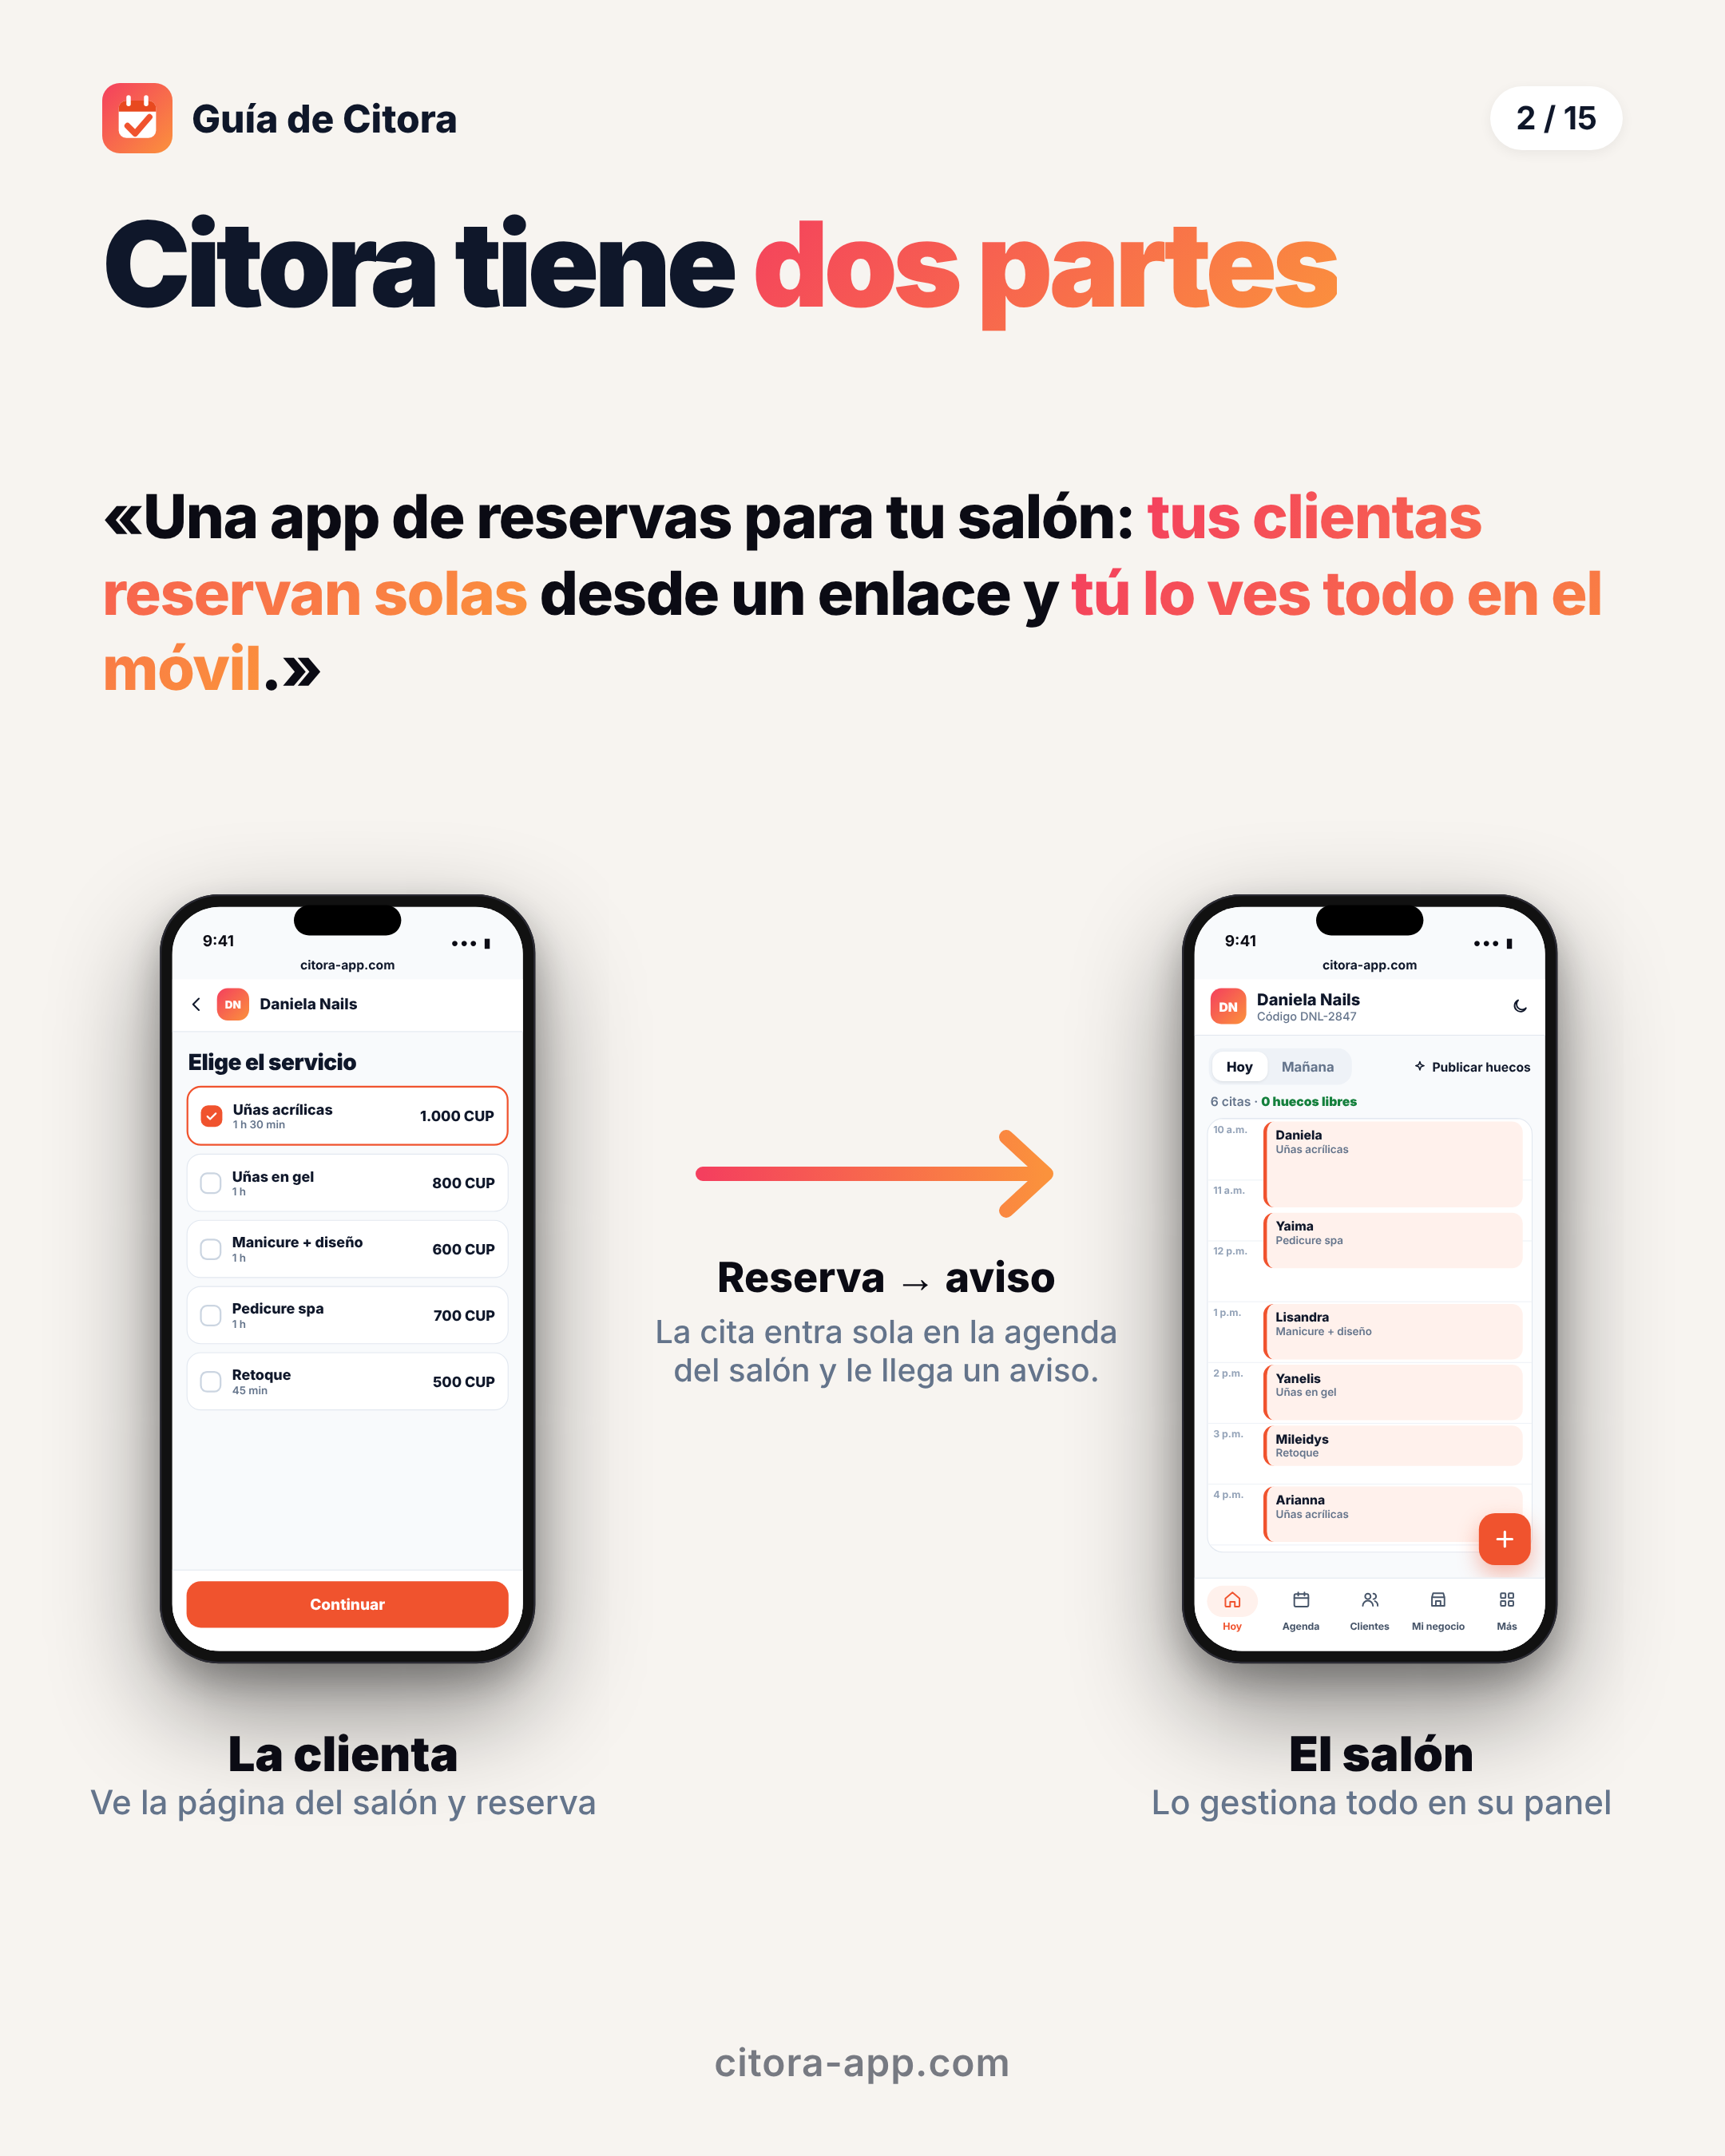 Guía de Citora
2 / 15
Citora tiene dos partes
«Una app de reservas para tu salón: tus clientas
reservan solas desde un enlace y tú lo ves todo en el
móvil.»
9:41
citora-app.com
DN
Daniela Nails
Elige el servicio
Uñas acrílicas
1 h 30 min
1.000 CUP
Uñas en gel
1 h
800 CUP
Manicure + diseño
1 h
600 CUP
Pedicure spa
1 h
700 CUP
Retoque
45 min
500 CUP
Continuar
La clienta
Ve la página del salón y reserva
Reserva → aviso
La cita entra sola en la agenda
del salón y le llega un aviso.
9:41
citora-app.com
DN
Daniela Nails
Código DNL-2847
Hoy
Mañana
Publicar huecos
6 citas · 0 huecos libres
10 a.m.
Daniela
Uñas acrílicas
11 a.m.
Yaima
Pedicure spa
12 p.m.
1 p.m.
Lisandra
Manicure + diseño
2 p.m.
Yanelis
Uñas en gel
3 p.m.
Mileidys
Retoque
4 p.m.
Arianna
Uñas acrílicas
Hoy
Agenda
Clientes
Mi negocio
Más
El salón
Lo gestiona todo en su panel
citora-app.com